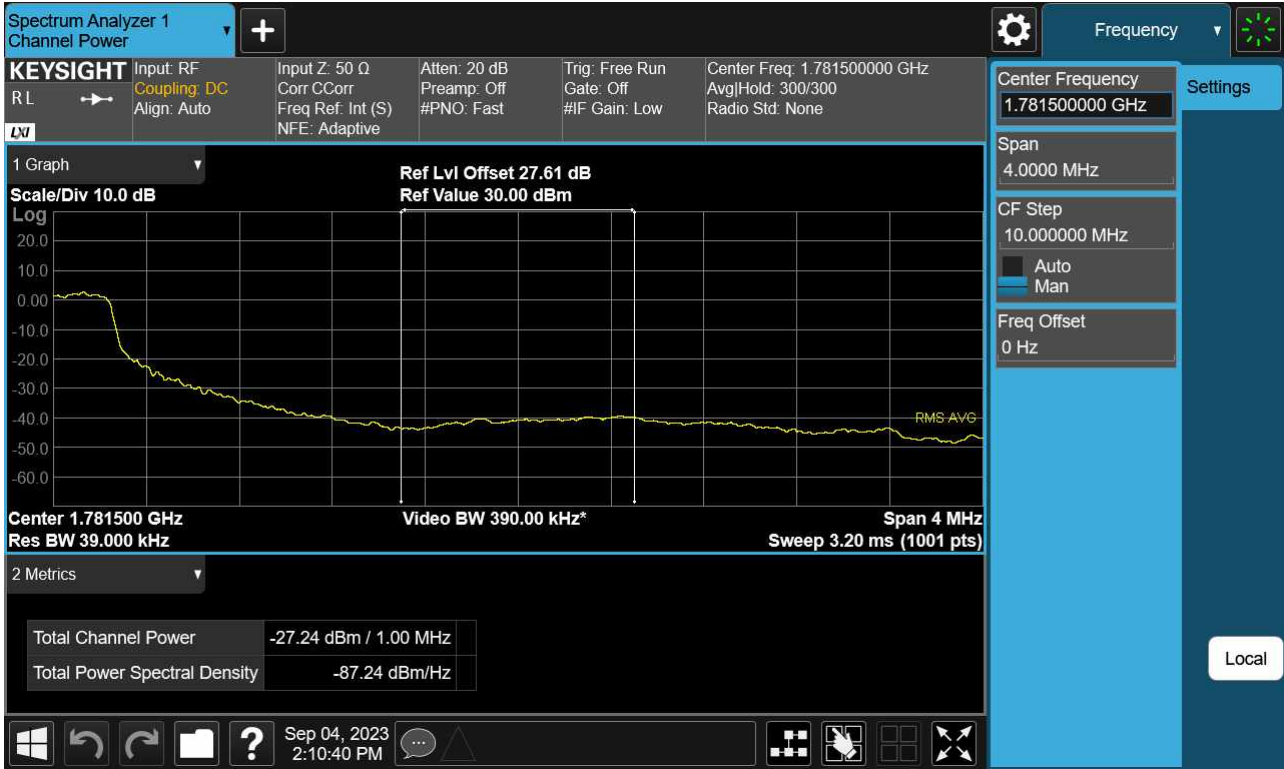 Spectrum Analyzer 1
Channel Power
Frequency
KEYSIGHT
R L
LXI
Input: RF
Coupling: DC
Align: Auto
Input Z: 50 Ω
Corr CCorr
Freq Ref: Int (S)
NFE: Adaptive
Atten: 20 dB
Preamp: Off
#PNO: Fast
Trig: Free Run
Gate: Off
#IF Gain: Low
Center Freq: 1.781500000 GHz
Avg|Hold: 300/300
Radio Std: None
Center Frequency
1.781500000 GHz
Settings
Span
4.0000 MHz
CF Step
10.000000 MHz
Auto
Man
Freq Offset
0 Hz
Local
1 Graph
Ref Lvl Offset 27.61 dB
Scale/Div 10.0 dB
Ref Value 30.00 dBm
Log
20.0
10.0
0.00
-10.0
-20.0
-30.0
-40.0
RMS AVG
-50.0
-60.0
Center 1.781500 GHz
Video BW 390.00 kHz*
Span 4 MHz
Res BW 39.000 kHz
Sweep 3.20 ms (1001 pts)
2 Metrics
Total Channel Power -27.24 dBm / 1.00 MHz
Total Power Spectral Density -87.24 dBm/Hz
?
Sep 04, 2023
2:10:40 PM